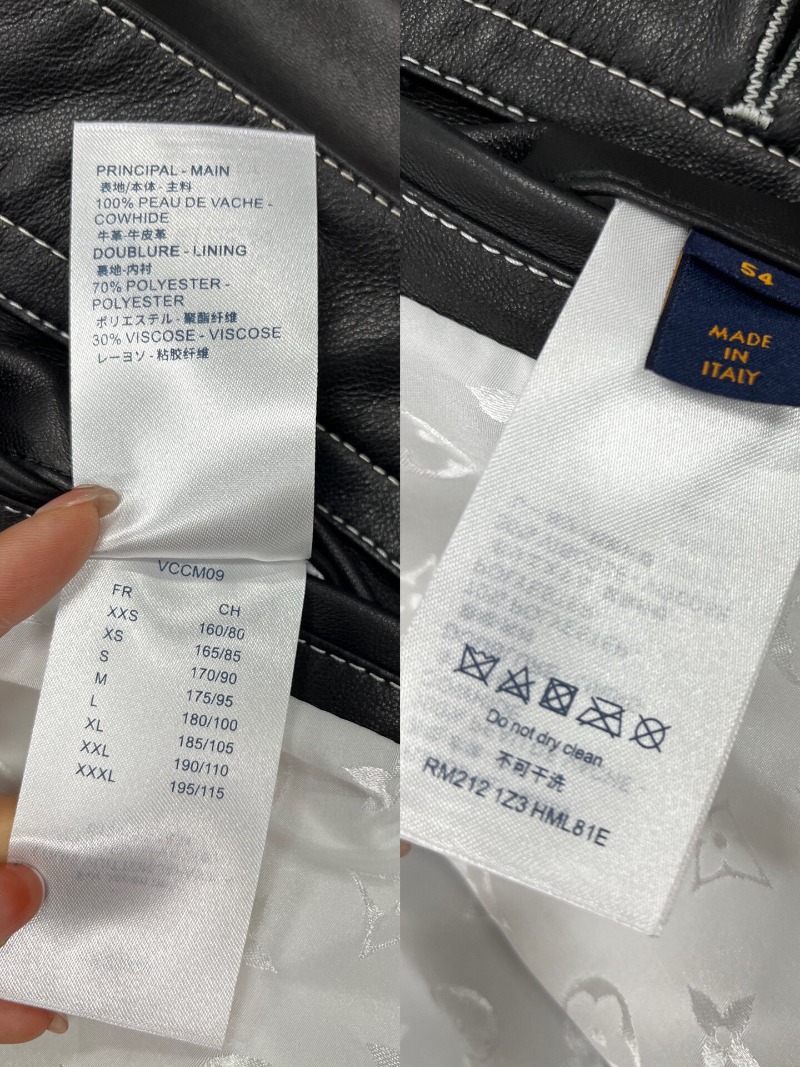 PRINCIPAL - MAIN
表地/本体 - 主料
100% PEAU DE VACHE -
COWHIDE
牛革-牛皮革
DOUBLURE - LINING
裏地-内衬
70% POLYESTER -
POLYESTER
ポリエステル - 聚酯纤维
30% VISCOSE - VISCOSE
レーヨソ - 粘胶纤维
VCCM09
FR CH
XXS 160/80
XS 165/85
S 170/90
M 175/95
L 180/100
XL 185/105
XXL 190/110
XXXL 195/115
54
MADE
IN
ITALY
Do not dry clean
不可干洗
RM212 1Z3 HML81E